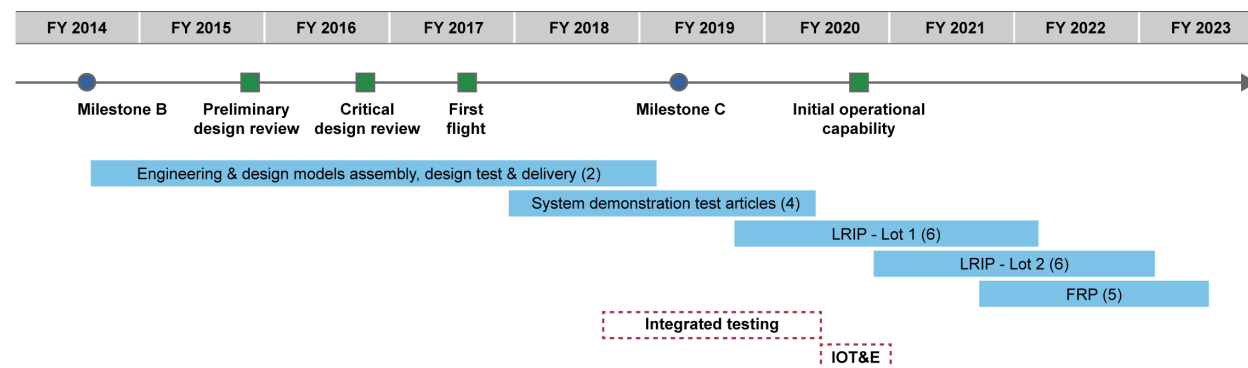 FY 2014 FY 2015 FY 2016 FY 2017 FY 2018 FY 2019 FY 2020 FY 2021 FY 2022 FY 2023
Milestone B
Preliminary
design review
Critical
design review
First
flight
Milestone C
Initial operational
capability
Engineering & design models assembly, design test & delivery (2)
System demonstration test articles (4)
LRIP - Lot 1 (6)
LRIP - Lot 2 (6)
FRP (5)
Integrated testing
IOT&E